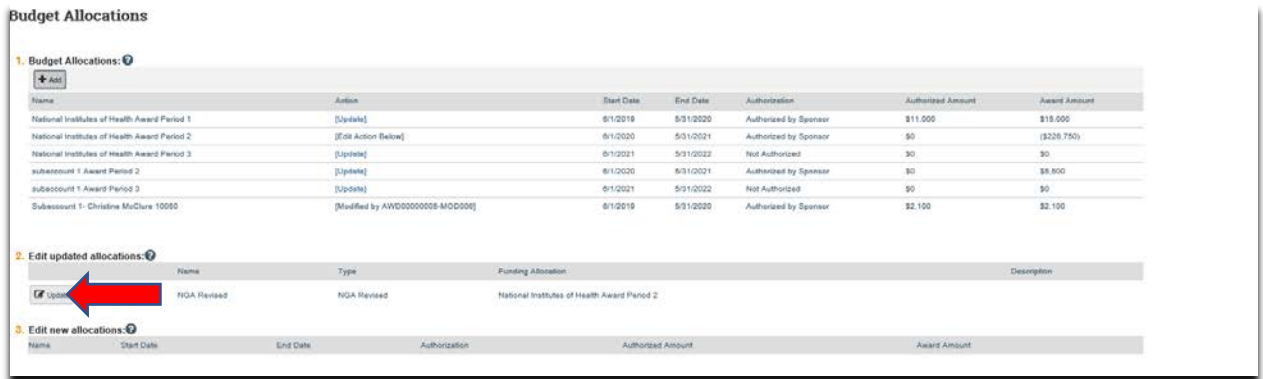 Budget Allocations
1. Budget Allocations:
+ Add
Name Action Start Date End Date Authorization Authorized Amount Award Amount
National Institutes of Health Award Period 1 [Update] 6/1/2019 5/31/2020 Authorized by Sponsor $11,000 $15,000
National Institutes of Health Award Period 2 [Edit Action Below] 6/1/2020 5/31/2021 Authorized by Sponsor $0 ($226,750)
National Institutes of Health Award Period 3 [Update] 6/1/2021 5/31/2022 Not Authorized $0 $0
subaccount 1 Award Period 2 [Update] 6/1/2020 5/31/2021 Authorized by Sponsor $0
subaccount 1 Award Period 3 [Update] 6/1/2021 5/31/2022 Not Authorized $0 $0
Subaccount 1- Christine McClure 10050 6/1/2019 5/31/2020 Authorized by Sponsor $2,100 $2,100
2. Edit updated allocations:
Name Type Funding Allocation Description
NGA Revised NGA Revised National Institutes of Health Award Period 2
3. Edit new allocations:
Name Start Date End Date Authorization Authorized Amount Award Amount